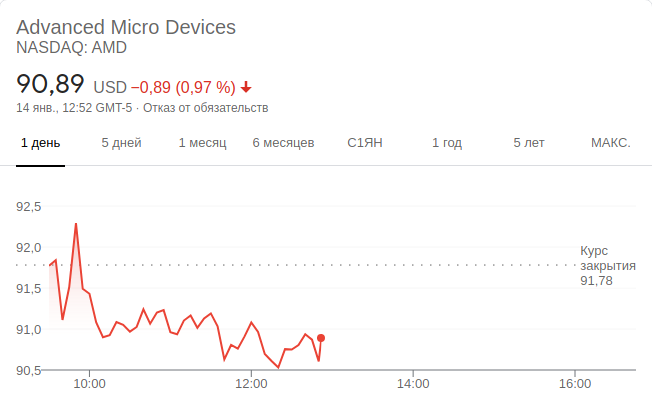 Advanced Micro Devices
NASDAQ: AMD
90,89 USD −0,89 (0,97 %)
14 янв., 12:52 GMT-5 · Отказ от обязательств
1 день 5 дней 1 месяц 6 месяцев С1ЯН 1 год 5 лет МАКС.
92,5
92,0
Курс
закрытия
91,78
91,5
91,0
90,5
10:00 12:00 14:00 16:00